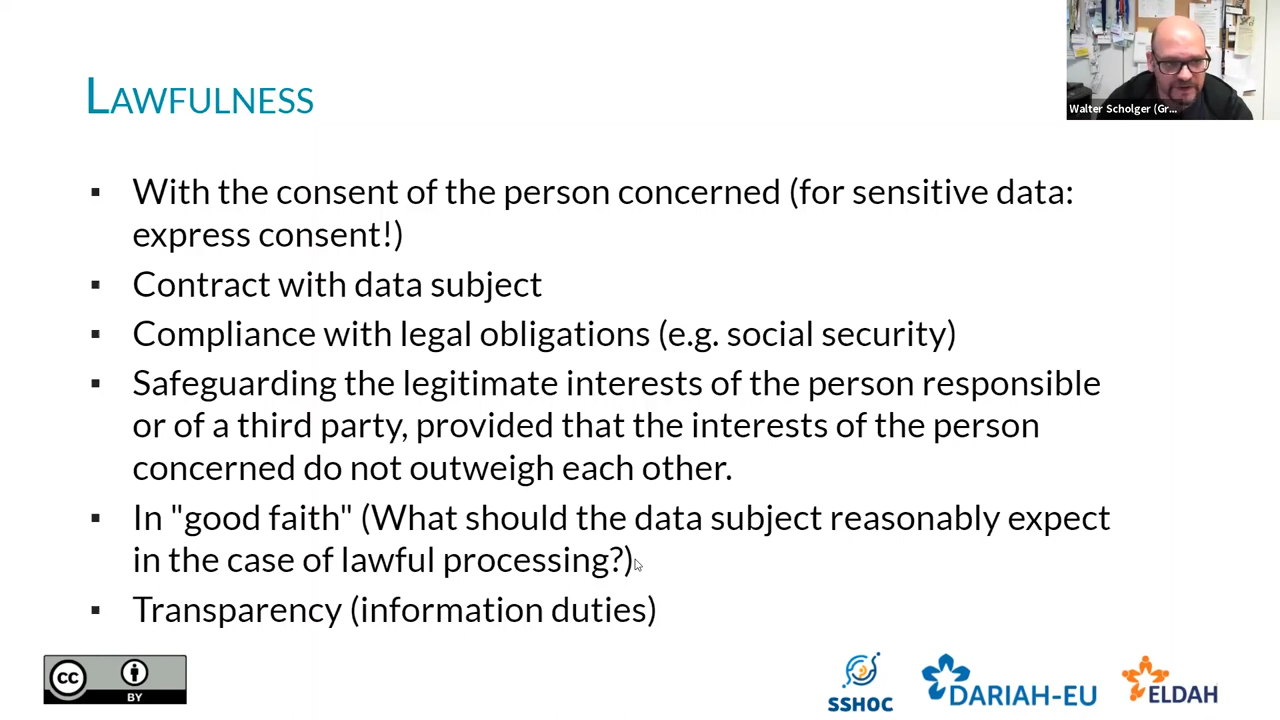 LAWFULNESS
Walter Scholger (Gr...
▪ With the consent of the person concerned (for sensitive data:
express consent!)
▪ Contract with data subject
▪ Compliance with legal obligations (e.g. social security)
▪ Safeguarding the legitimate interests of the person responsible
or of a third party, provided that the interests of the person
concerned do not outweigh each other.
▪ In "good faith" (What should the data subject reasonably expect
in the case of lawful processing?)
▪ Transparency (information duties)
cc
BY
SSHOC
DARIAH-EU
ELDAH